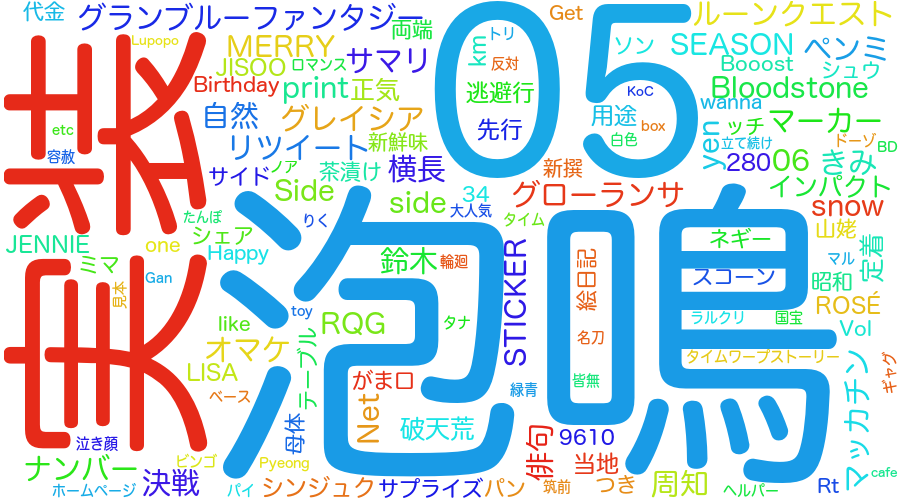 代金
グランブルーファンタジー
両端
Get
ルーンクエスト
Lupopo
MERRY
サマリ
km
トリ
ソン
SEASON
ペンミ
JISOO
ロマンス
反対
Booost
シュウ
Birthday
print
正気
逃避行
KoC
Bloodstone
実装
05
自然
グレイシア
先行
用途
box
wanna
etc
容赦
リツイート
新鮮味
白色
yen
ッチ
マーカー
立て続け
ドーゾ
BD
サイド
ノア
茶漬け
横長
新撰
280
06
きみ
Side
side
34
グローランサ
インパクト
たんぽ
りく
大人気
タイム
snow
JENNIE
one
シェア
Happy
ネギー
山姥
定着
ミマ
Gan
鈴木
輪廻
STICKER
絵日記
スコーン
マル
昭和
見本
toy
泡
鳴
ROSÉ
like
RQG
タナ
名刀
ラルクリ
国宝
Vol
オマケ
テーブル
タイムワープストーリー
LISA
がま口
皆無
マッカチン
ギャグ
ベース
Net
緑青
母体
破天荒
俳句
9610
泣き顔
ナンバー
決戦
ビンゴ
Pyeong
当地
cafe
ホームページ
パイ
シンジュク
サプライズ
パン
筑前
つき
周知
ヘルパー
Rt